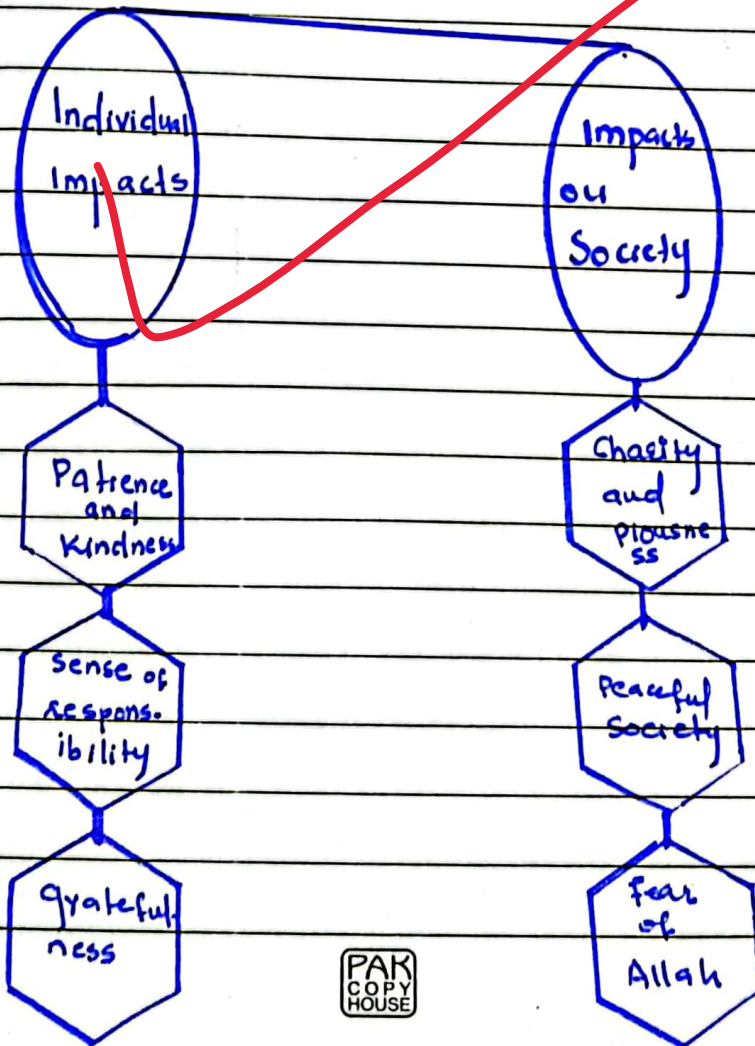 Individual
Impacts
Patience
and
Kindness
sense of
respons-
ibility
grateful-
ness
Impacts
on
Society
Charity
and
piousne
ss
Peaceful
Society
Fear
of
Allah
PAK
COPY
HOUSE